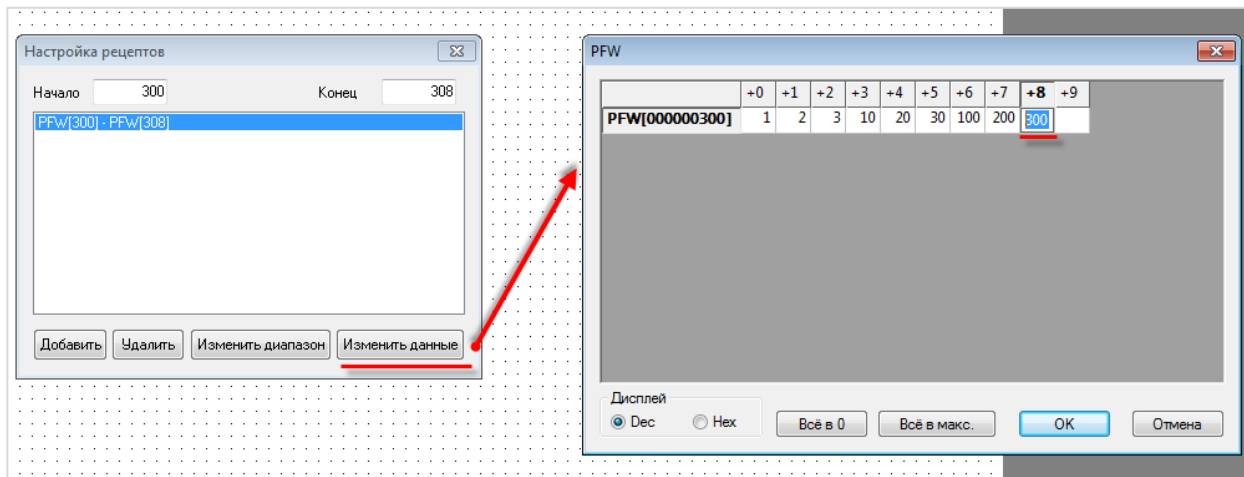 Настройка рецептов
Начало 300 Конец 308
PFW[300] - PFW[308]
Добавить Удалить Изменить диапазон Изменить данные
PFW
+0 +1 +2 +3 +4 +5 +6 +7 +8 +9
PFW[000000300] 1 2 3 10 20 30 100 200 300
Дисплей
Dec Hex Всё в 0 Всё в макс. OK Отмена